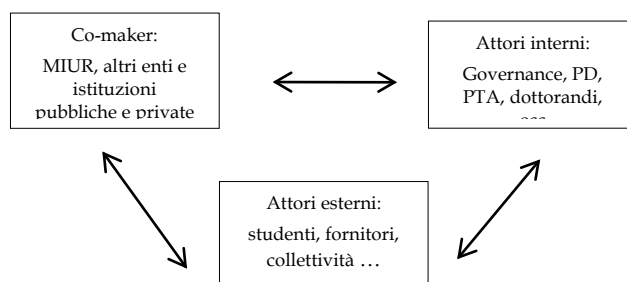 Co-maker:
MIUR, altri enti e
istituzioni
pubbliche e private
Attori interni:
Governance, PD,
PTA, dottorandi,
Attori esterni:
studenti, fornitori,
collettività …